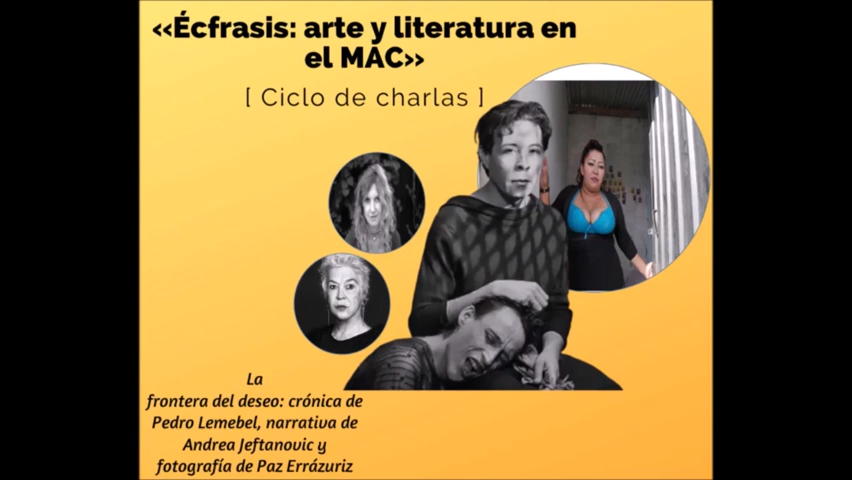 «Écfrasis: arte y literatura en
el MAC»
[ Ciclo de charlas ]
La
frontera del deseo: crónica de
Pedro Lemebel, narrativa de
Andrea Jeftanovic y
fotografía de Paz Errázuriz